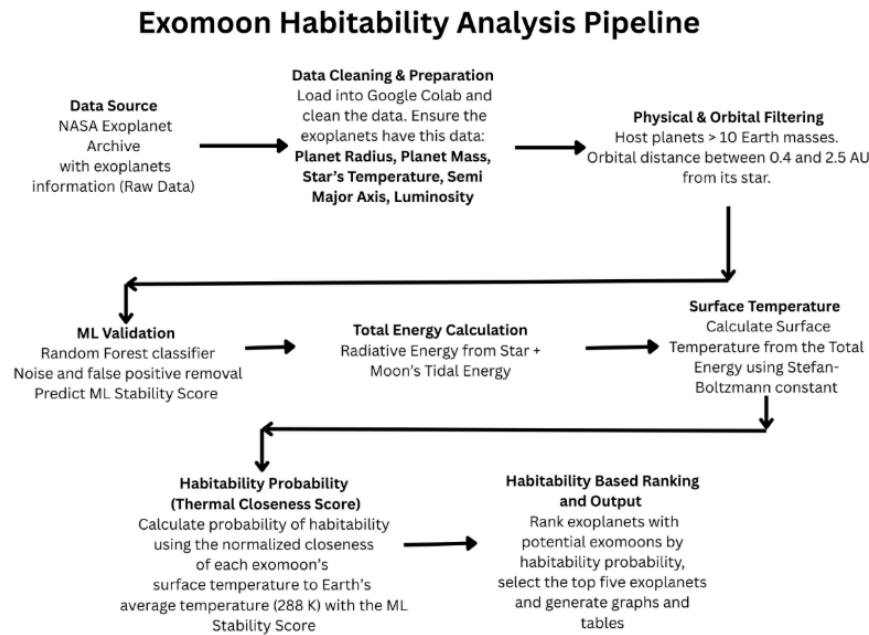 Exomoon Habitability Analysis Pipeline
Data Source
NASA Exoplanet
Archive
with exoplanets
information (Raw Data)
Data Cleaning & Preparation
Load into Google Colab and
clean the data. Ensure the
exoplanets have this data:
Planet Radius, Planet Mass,
Star's Temperature, Semi
Major Axis, Luminosity
Physical & Orbital Filtering
Host planets > 10 Earth masses.
Orbital distance between 0.4 and 2.5 AU
from its star.
ML Validation
Random Forest classifier
Noise and false positive removal
Predict ML Stability Score
Total Energy Calculation
Radiative Energy from Star +
Moon's Tidal Energy
Surface Temperature
Calculate Surface
Temperature from the Total
Energy using Stefan-
Boltzmann constant
Habitability Probability
(Thermal Closeness Score)
Calculate probability of habitability
using the normalized closeness
of each exomoon's
surface temperature to Earth's
average temperature (288 K) with the ML
Stability Score
Habitability Based Ranking
and Output
Rank exoplanets with
potential exomoons by
habitability probability,
select the top five exoplanets
and generate graphs and
tables